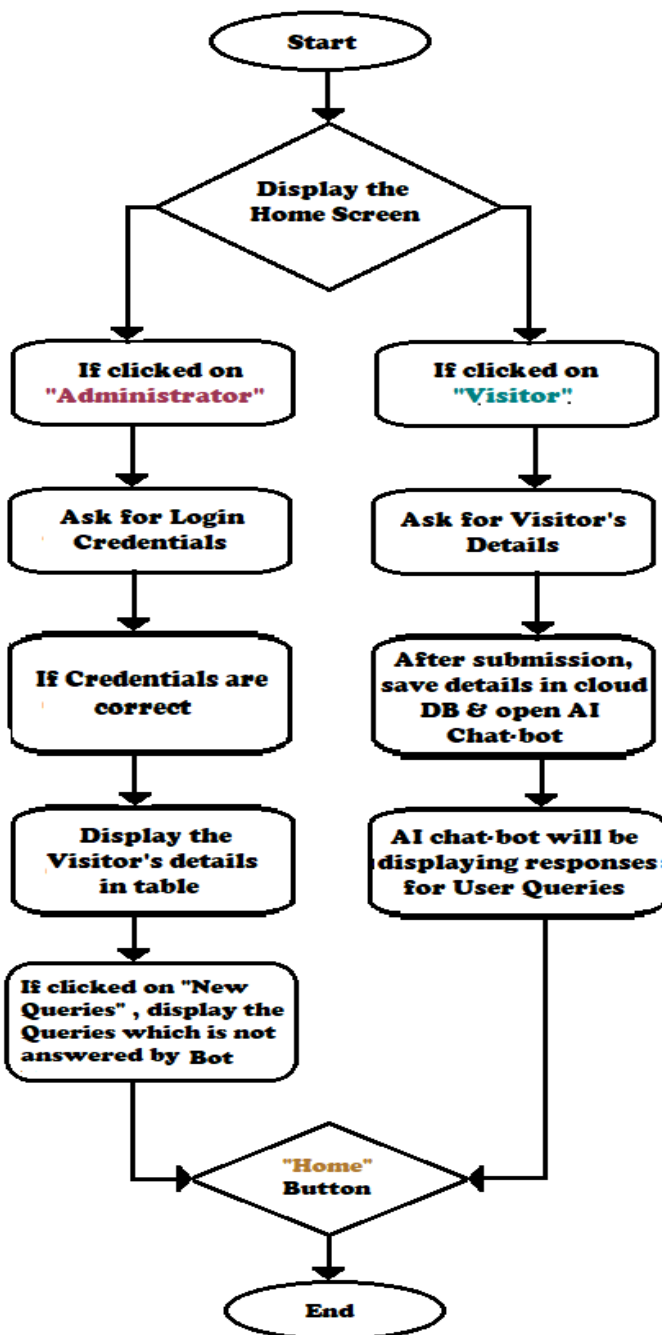 Start
Display the
Home Screen
If clicked on
"Administrator"
Ask for Login
Credentials
If Credentials are
correct
Display the
Visitor's details
in table
If clicked on "New
Queries" , display the
Queries which is not
answered by Bot
If clicked on
"Visitor"
Ask for Visitor's
Details
After submission,
save details in cloud
DB & open AI
Chat-bot
AI chat-bot will be
displaying responses
for User Queries
"Home"
Button
End